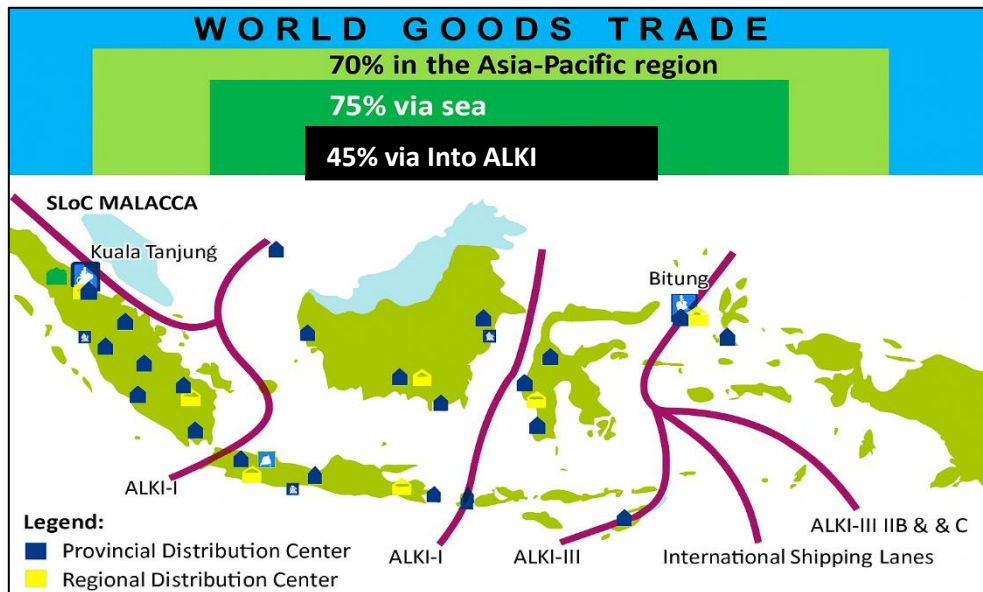 WORLD GOODS TRADE
70% in the Asia-Pacific region
75% via sea
45% via Into ALKI
SLoC MALACCA
Kuala Tanjung
Bitung
ALKI-I
ALKI-I
ALKI-III
International Shipping Lanes
ALKI-III IIB & & C
Legend:
Provincial Distribution Center
Regional Distribution Center